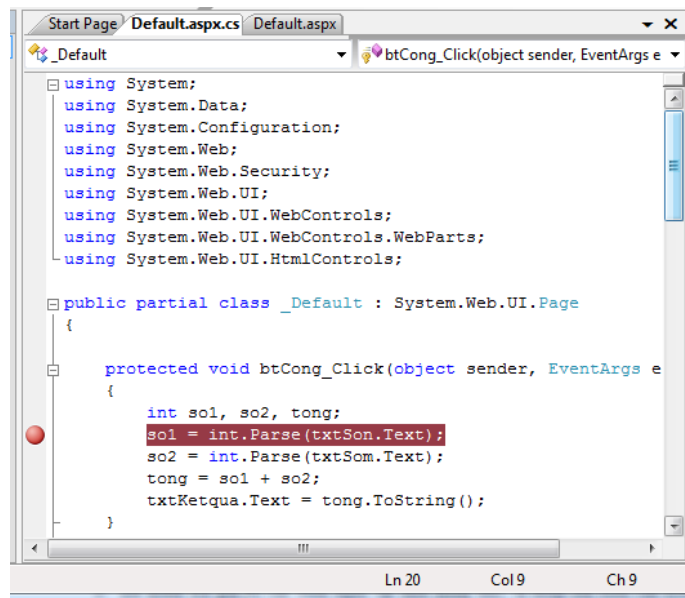 Start Page Default.aspx.cs Default.aspx
_Default btCong_Click(object sender, EventArgs e
using System;
using System.Data;
using System.Configuration;
using System.Web;
using System.Web.Security;
using System.Web.UI;
using System.Web.UI.WebControls;
using System.Web.UI.WebControls.WebParts;
using System.Web.UI.HtmlControls;
public partial class _Default : System.Web.UI.Page
{
protected void btCong_Click(object sender, EventArgs e
{
int so1, so2, tong;
so1 = int.Parse(txtSon.Text);
so2 = int.Parse(txtSom.Text);
tong = so1 + so2;
txtKetqua.Text = tong.ToString();
}
Ln 20 Col 9 Ch 9